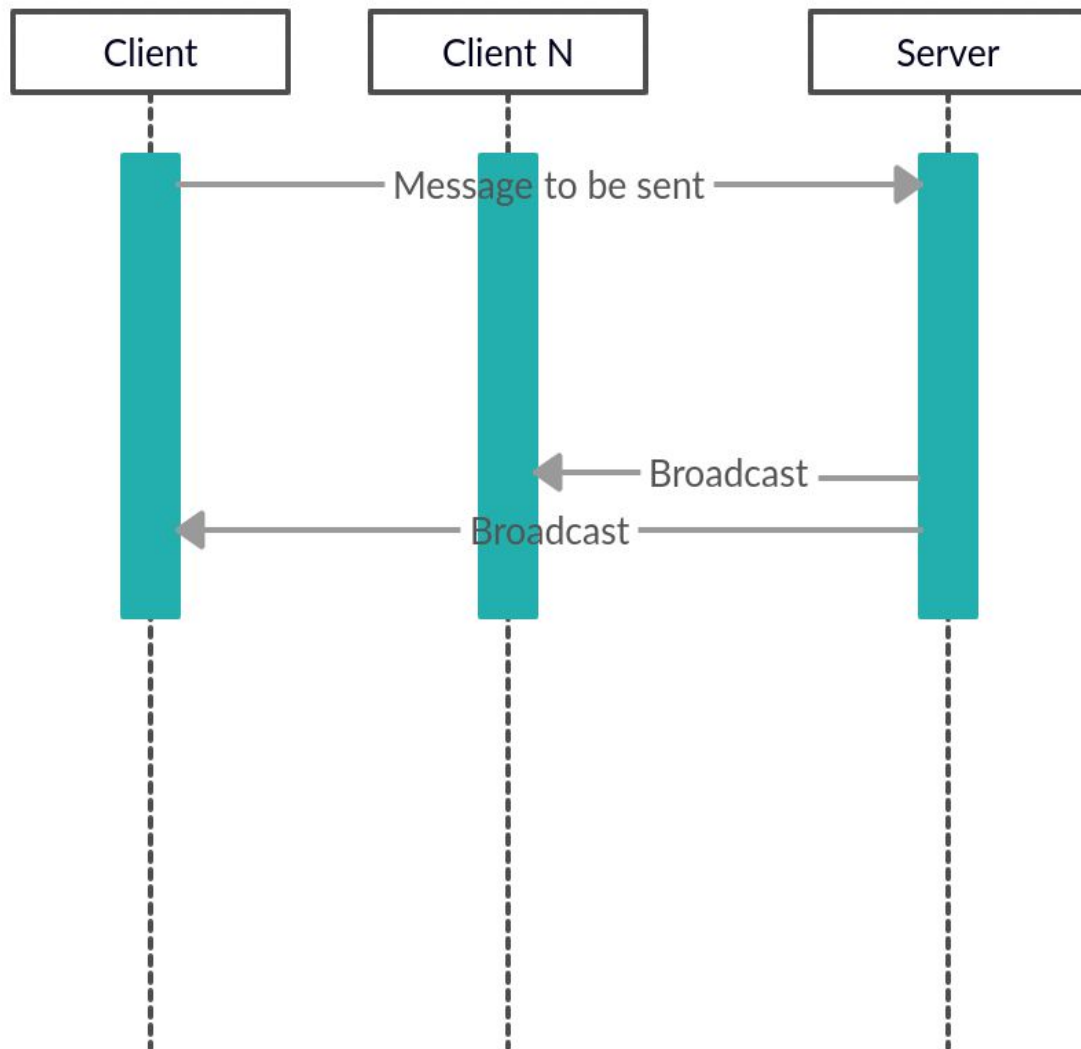 Client
Client N
Server
Message to be sent
Broadcast
Broadcast